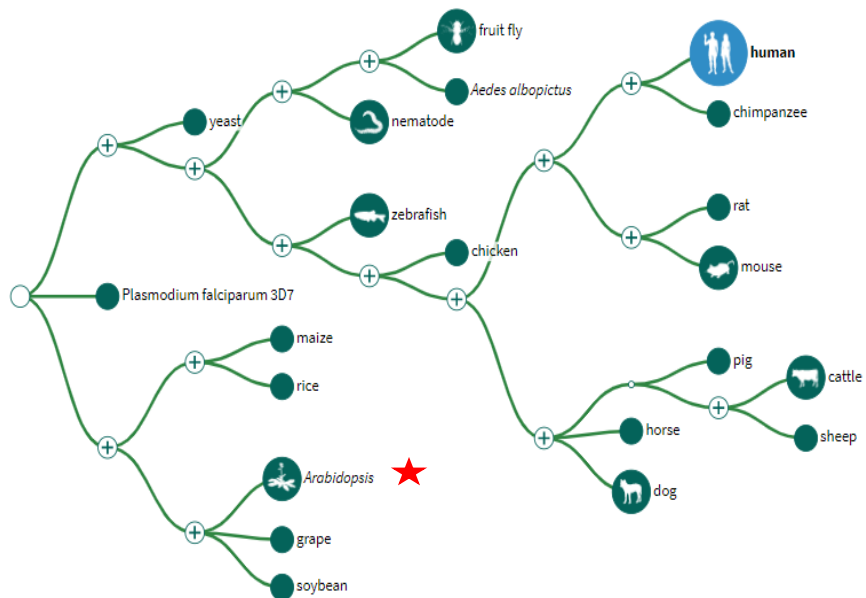 fruit fly
human
Aedes albopictus
chimpanzee
yeast
nematode
rat
zebrafish
chicken
mouse
Plasmodium falciparum 3D7
maize
pig
cattle
rice
horse
sheep
Arabidopsis
dog
grape
soybean